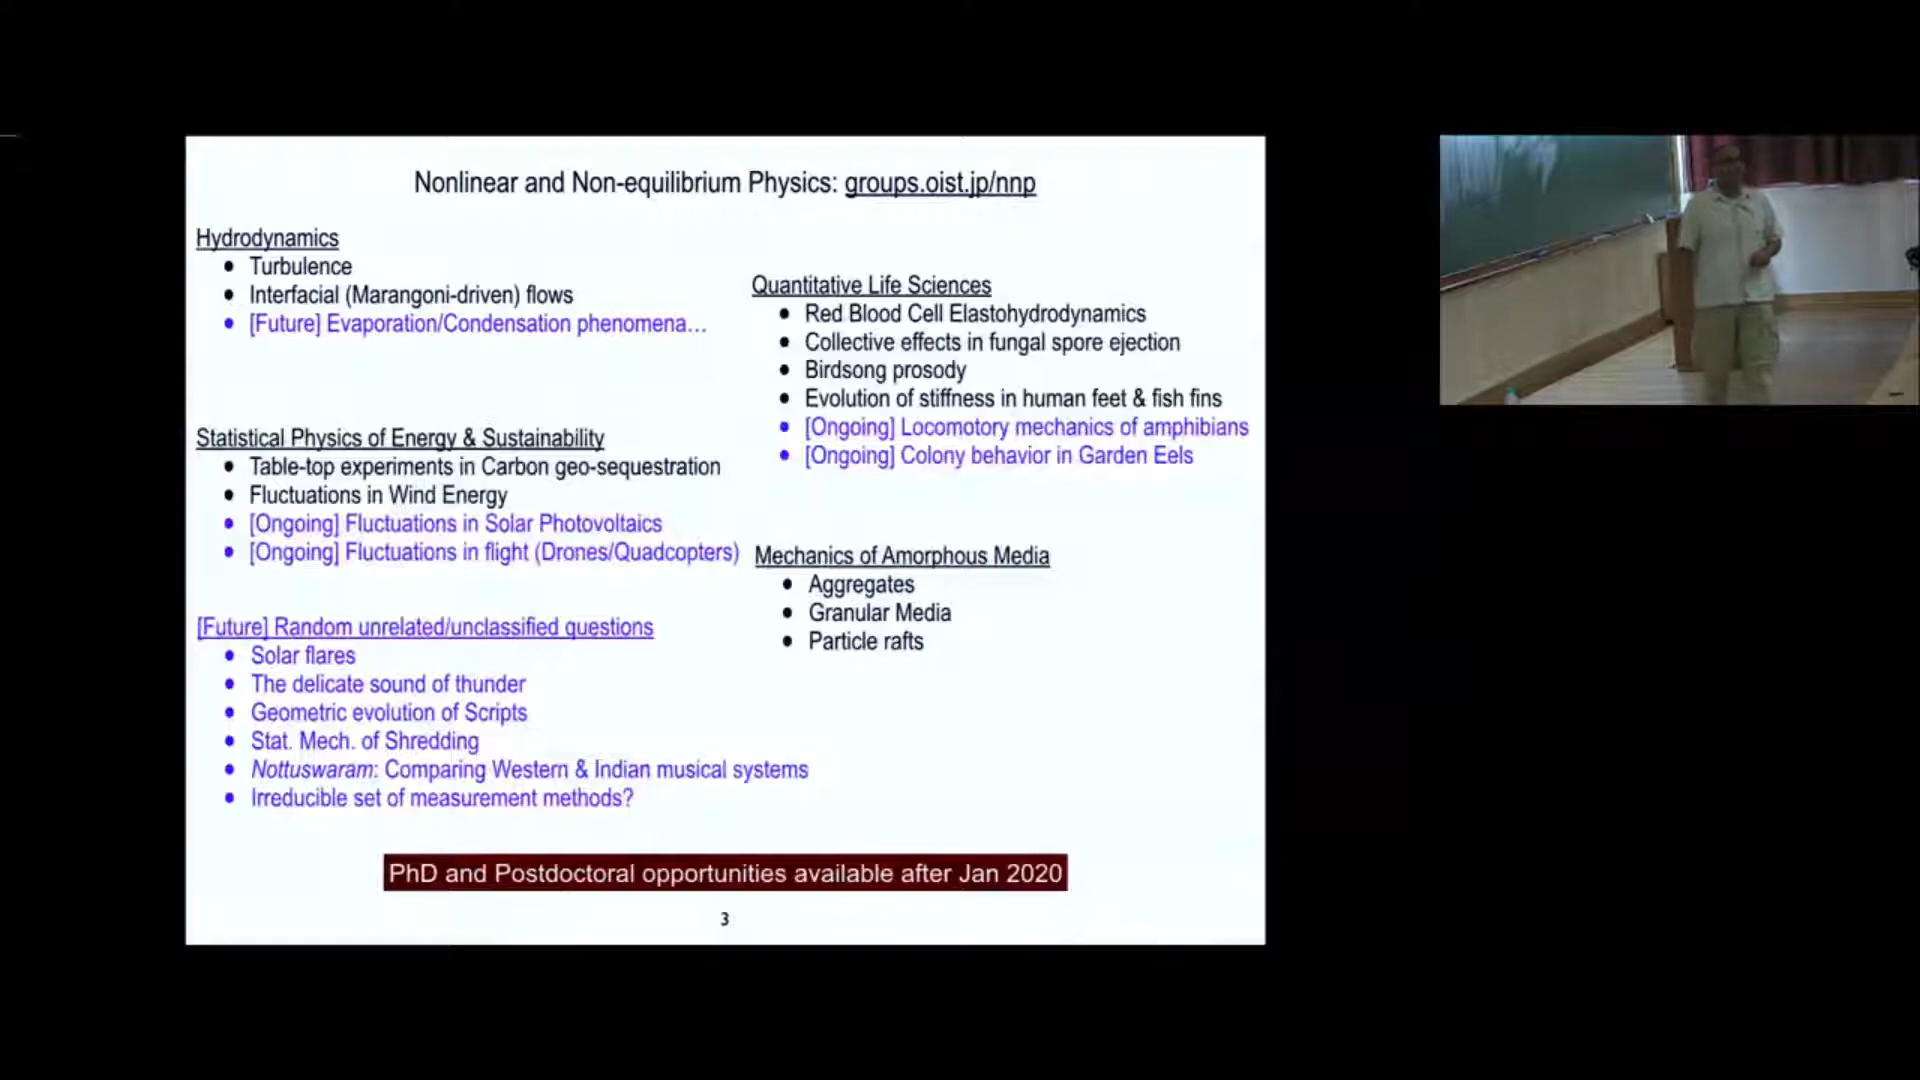 Nonlinear and Non-equilibrium Physics: groups.oist.jp/nnp
Hydrodynamics
• Turbulence
• Interfacial (Marangoni-driven) flows
• [Future] Evaporation/Condensation phenomena...
Statistical Physics of Energy & Sustainability
• Table-top experiments in Carbon geo-sequestration
• Fluctuations in Wind Energy
• [Ongoing] Fluctuations in Solar Photovoltaics
• [Ongoing] Fluctuations in flight (Drones/Quadcopters)
[Future] Random unrelated/unclassified questions
• Solar flares
• The delicate sound of thunder
• Geometric evolution of Scripts
• Stat. Mech. of Shredding
• Nottuswaram: Comparing Western & Indian musical systems
• Irreducible set of measurement methods?
Quantitative Life Sciences
• Red Blood Cell Elastohydrodynamics
• Collective effects in fungal spore ejection
• Birdsong prosody
• Evolution of stiffness in human feet & fish fins
• [Ongoing] Locomotory mechanics of amphibians
• [Ongoing] Colony behavior in Garden Eels
Mechanics of Amorphous Media
• Aggregates
• Granular Media
• Particle rafts
PhD and Postdoctoral opportunities available after Jan 2020
3